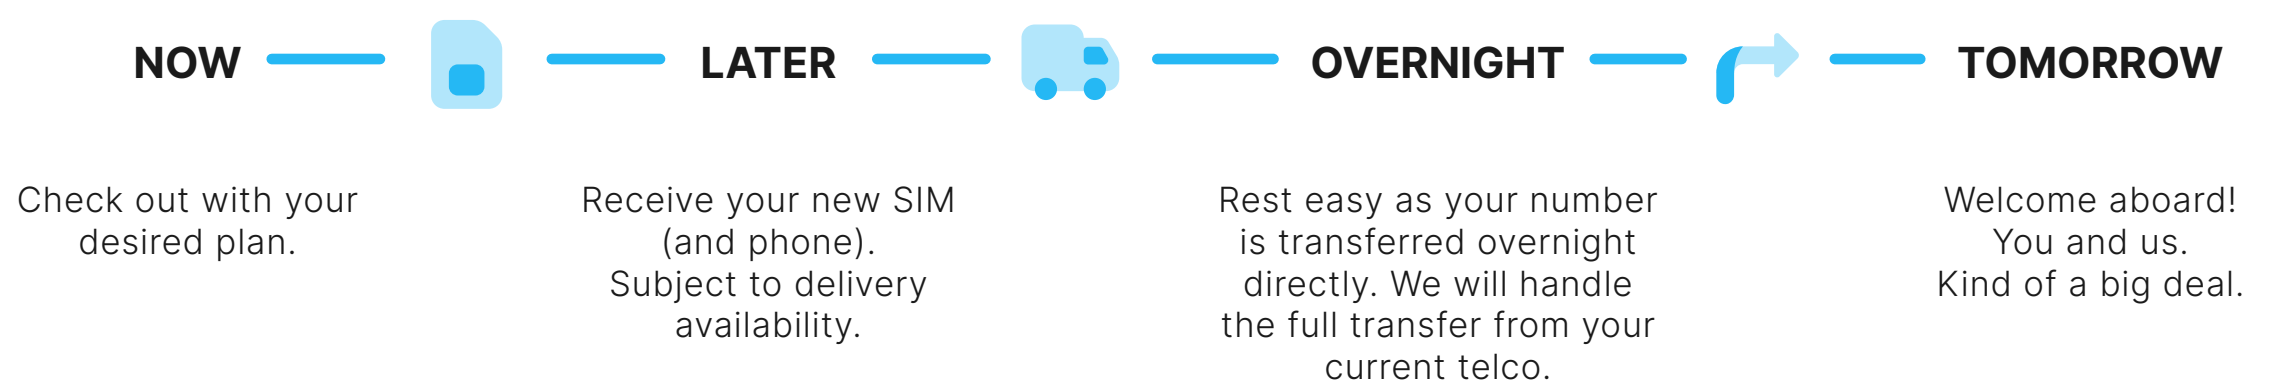 NOW
LATER
OVERNIGHT
TOMORROW
Check out with your
desired plan.
Receive your new SIM
(and phone).
Subject to delivery
availability.
Rest easy as your number
is transferred overnight
directly. We will handle
the full transfer from your
current telco.
Welcome aboard!
You and us.
Kind of a big deal.